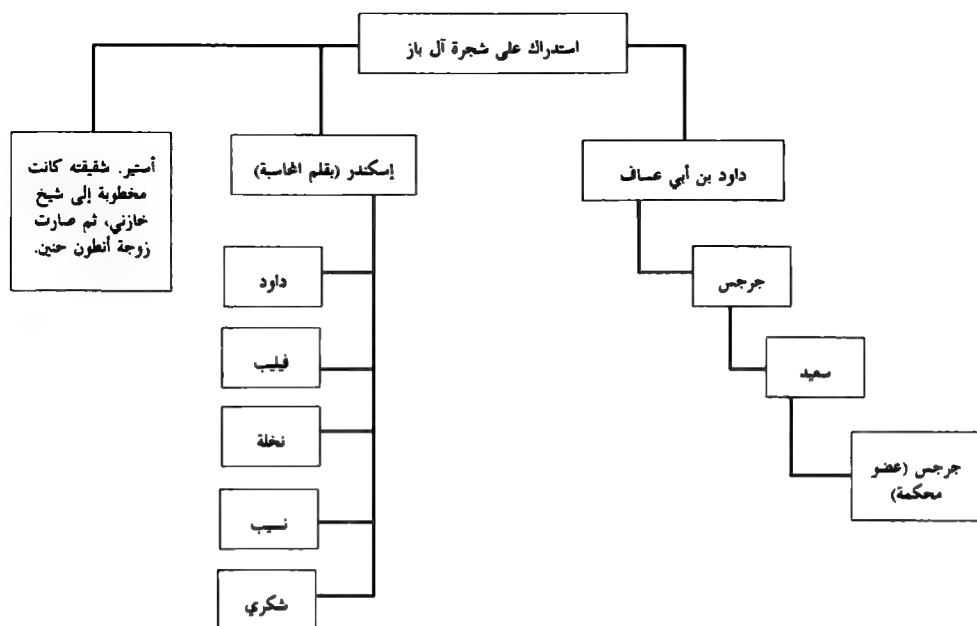 استدراك على شجرة آل باز
داود بن أبي عساف
جرجس
سعيد
جرجس (عضو
محكمة)
إسكندر (بقلم المحاسبة)
داود
فيليب
نخلة
نسيب
شكري
أستير. شقيقته كانت
مخطوبة إلى شيخ
خازني، ثم صارت
زوجة أنطون حنين.